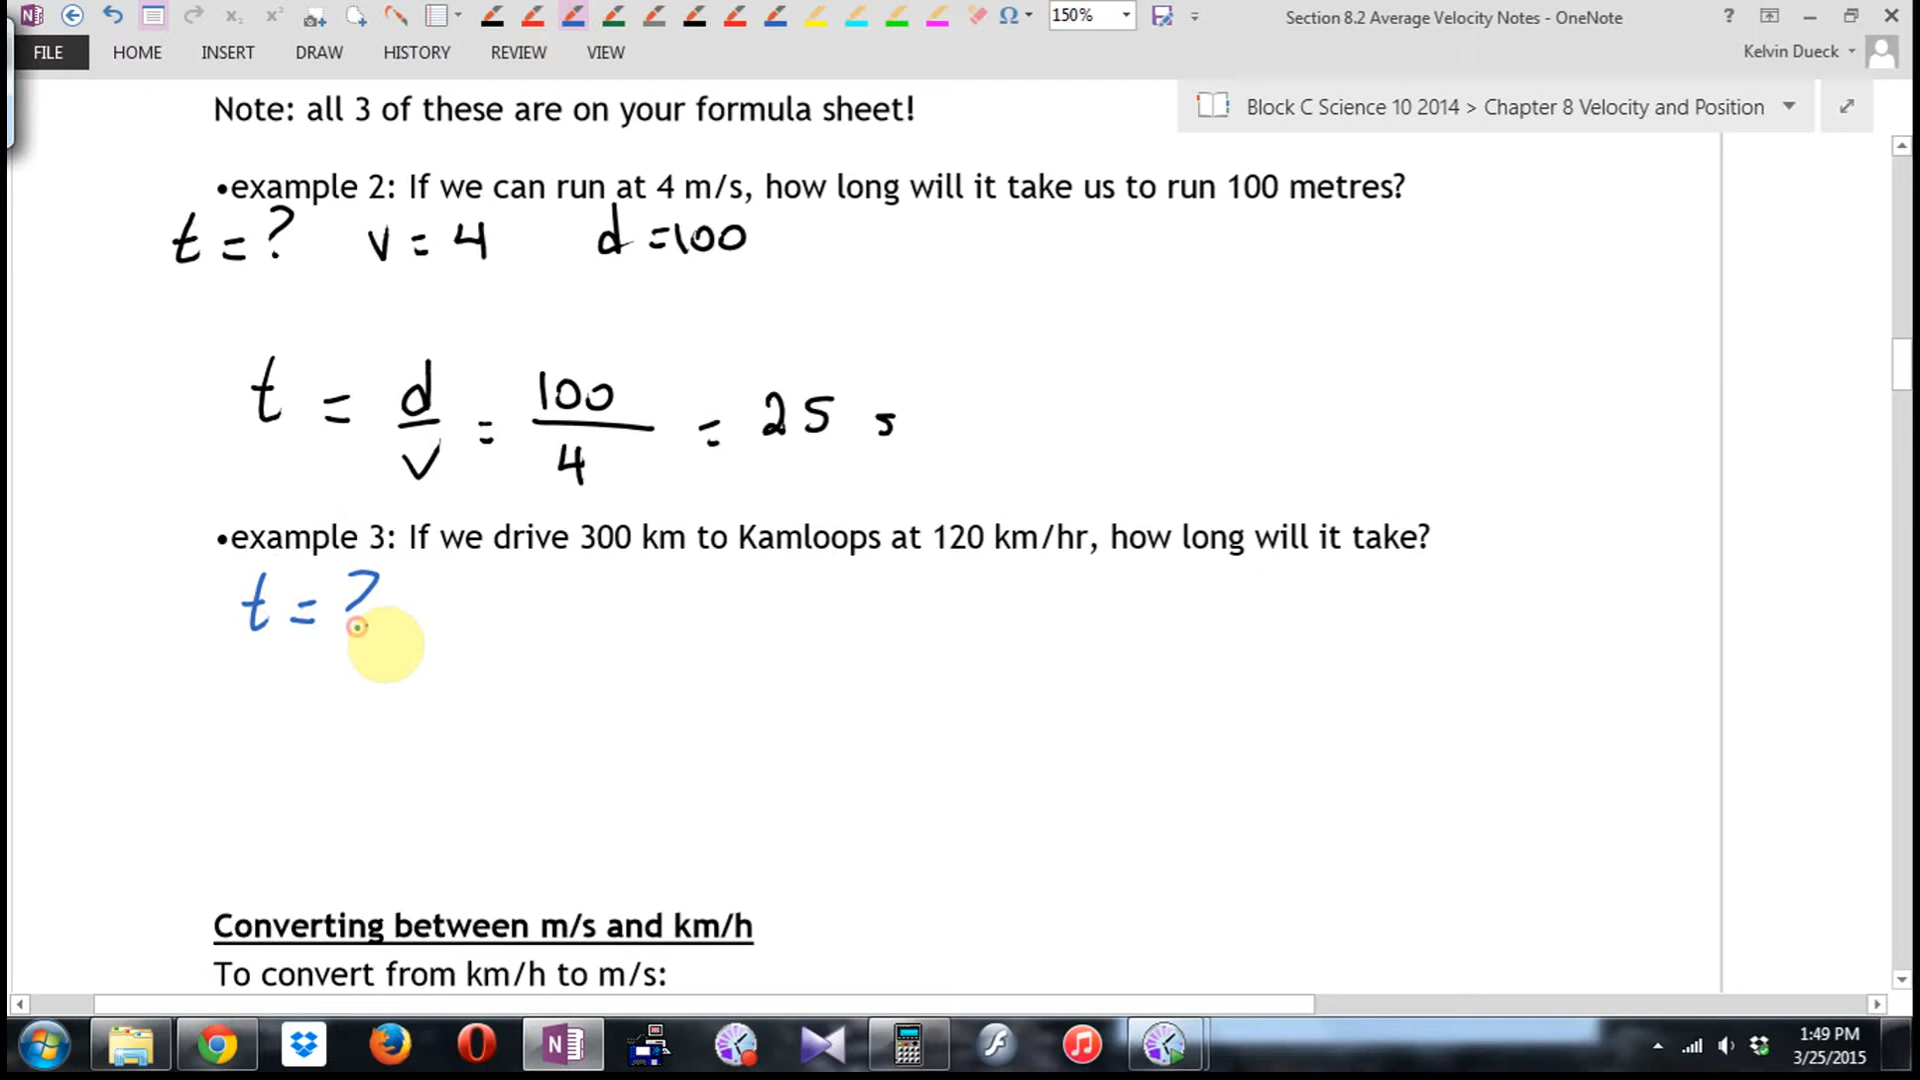 150%
Section 8.2 Average Velocity Notes - OneNote
FILE HOME INSERT DRAW HISTORY REVIEW VIEW
Kelvin Dueck
Block C Science 10 2014 > Chapter 8 Velocity and Position
Note: all 3 of these are on your formula sheet!
•example 2: If we can run at 4 m/s, how long will it take us to run 100 metres?
t = ? v = 4 d = 100
t = d/v = 100/4 = 25 s
•example 3: If we drive 300 km to Kamloops at 120 km/hr, how long will it take?
t = ?
Converting between m/s and km/h
To convert from km/h to m/s:
1:49 PM
3/25/2015